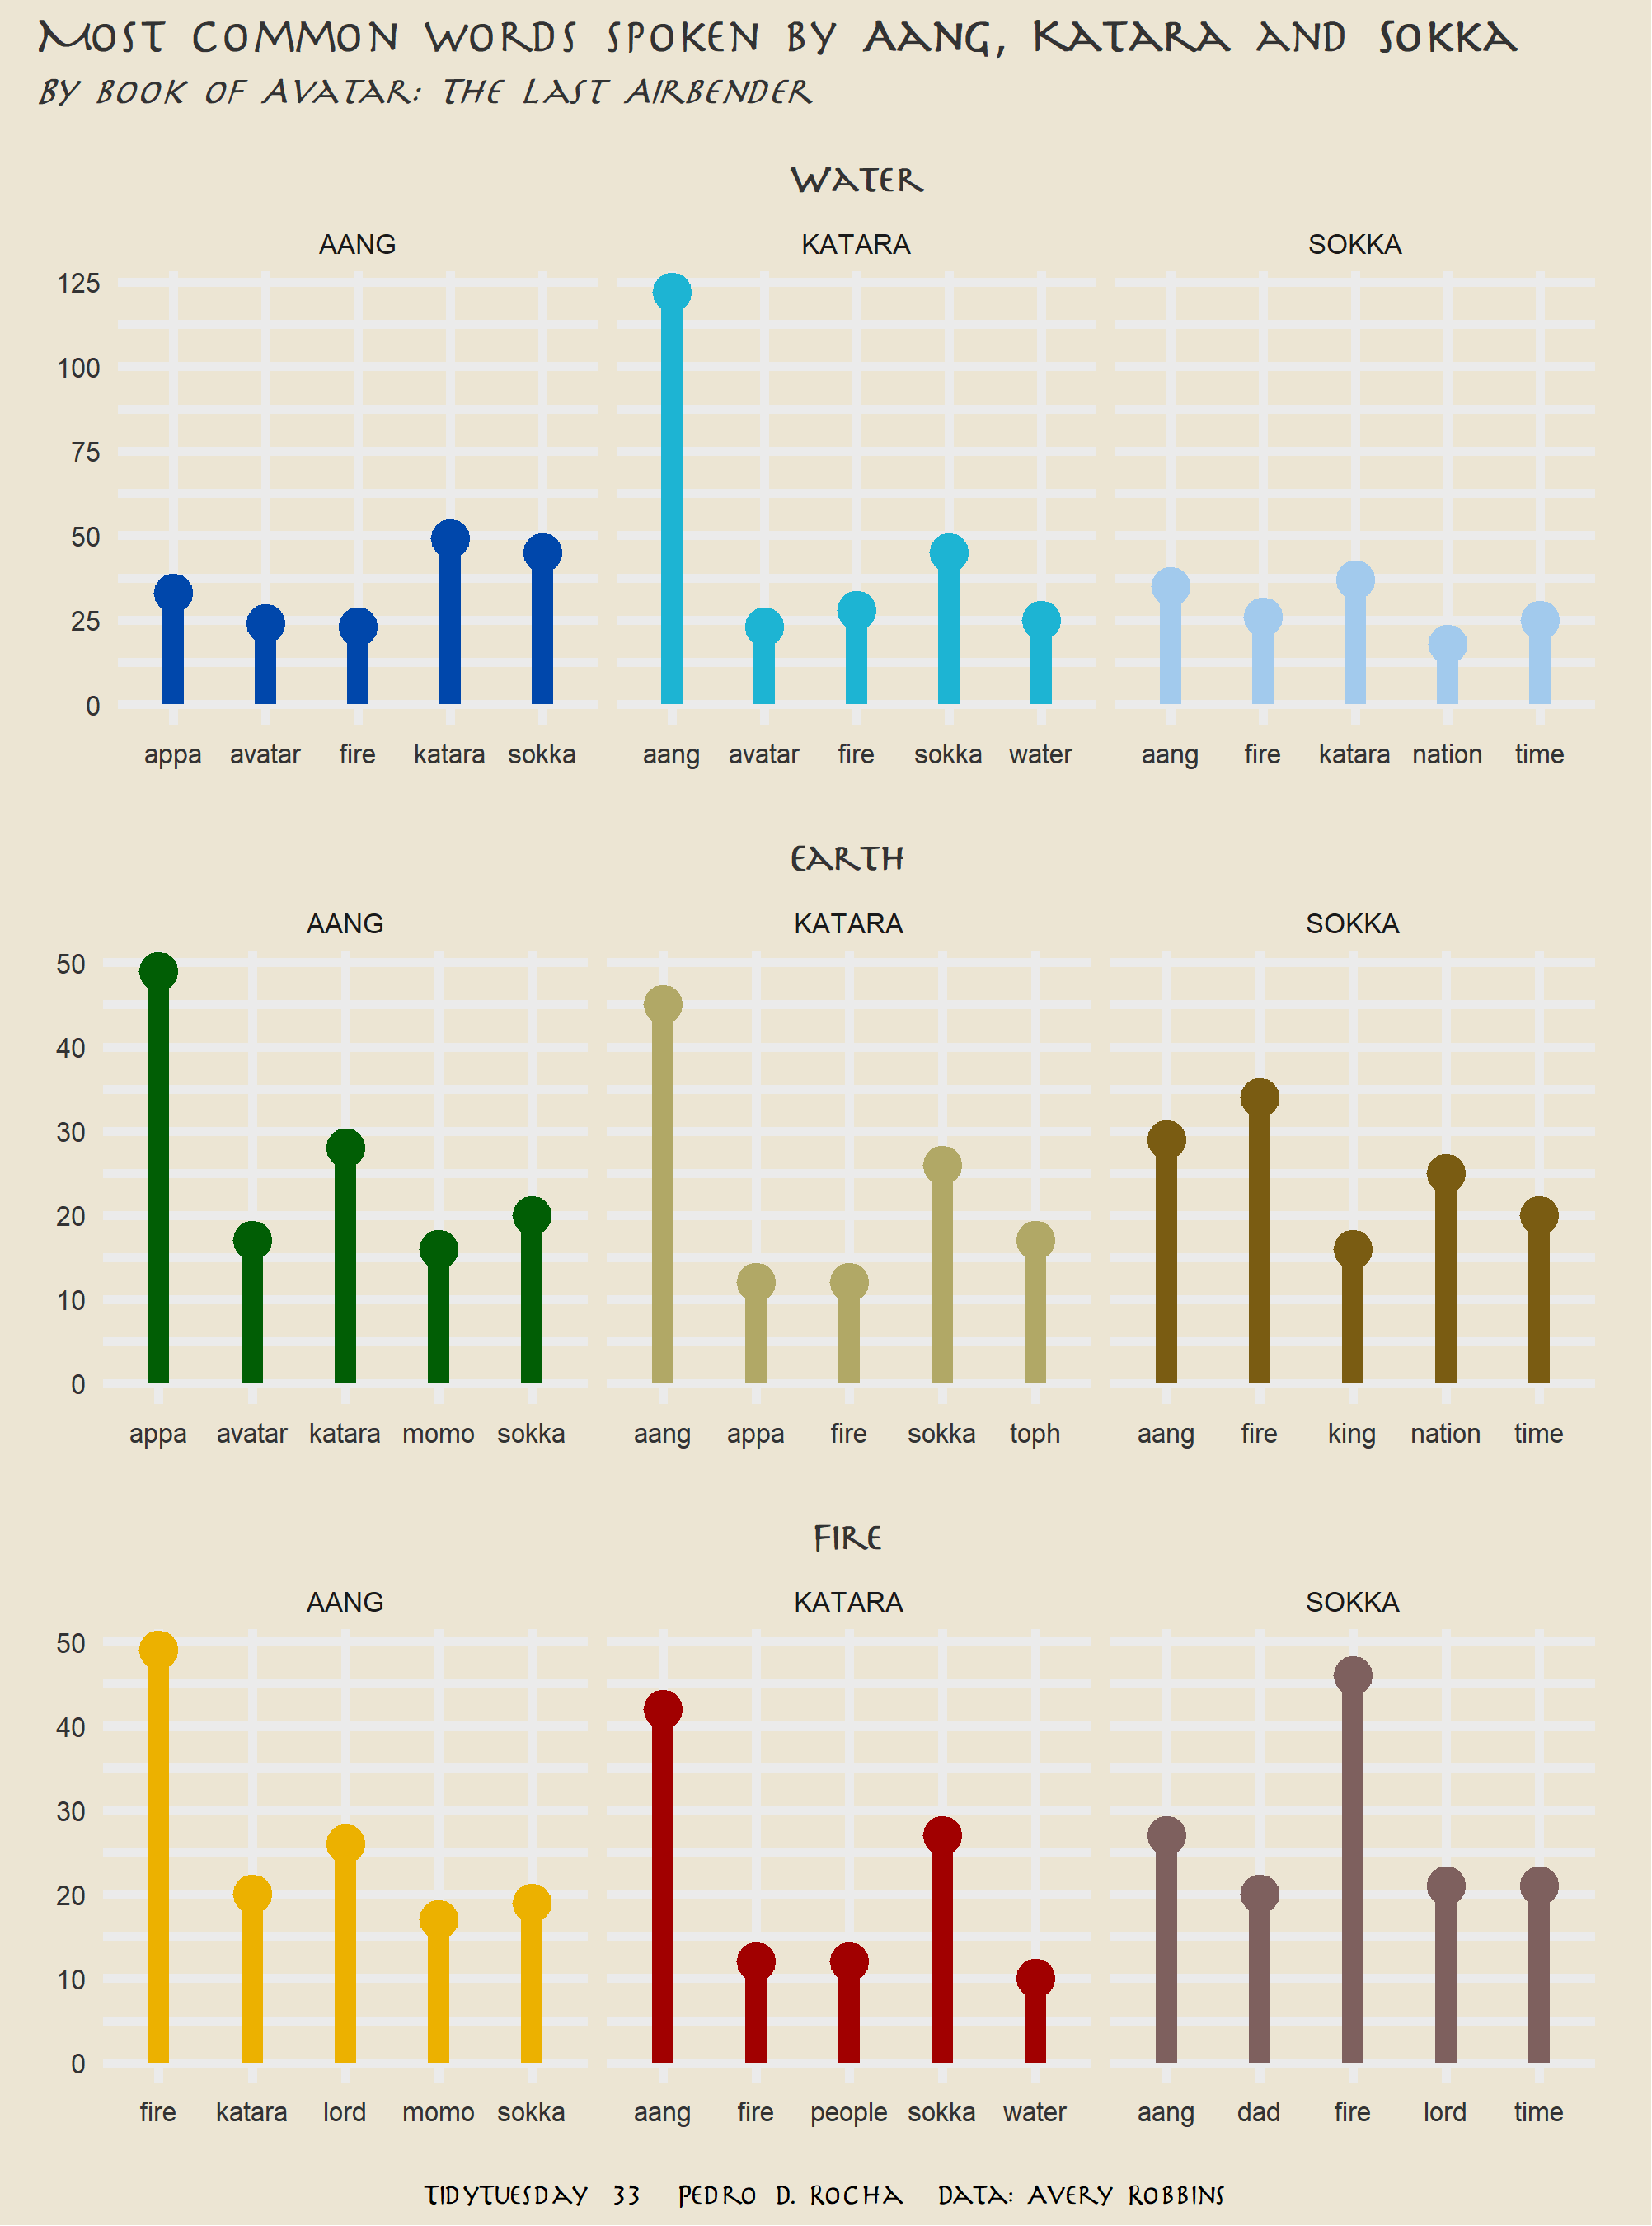 Most common words spoken by Aang, Katara and Sokka
By book of Avatar: The Last Airbender
Water
AANG KATARA SOKKA
125
100
75
50
25
0
appa avatar fire katara sokka aang avatar fire sokka water aang fire katara nation time
Earth
AANG KATARA SOKKA
50
40
30
20
10
0
appa avatar katara momo sokka aang appa fire sokka toph aang fire king nation time
Fire
AANG KATARA SOKKA
50
40
30
20
10
0
fire katara lord momo sokka aang fire people sokka water aang dad fire lord time
TidyTuesday 33 Pedro D. Rocha Data: Avery Robbins